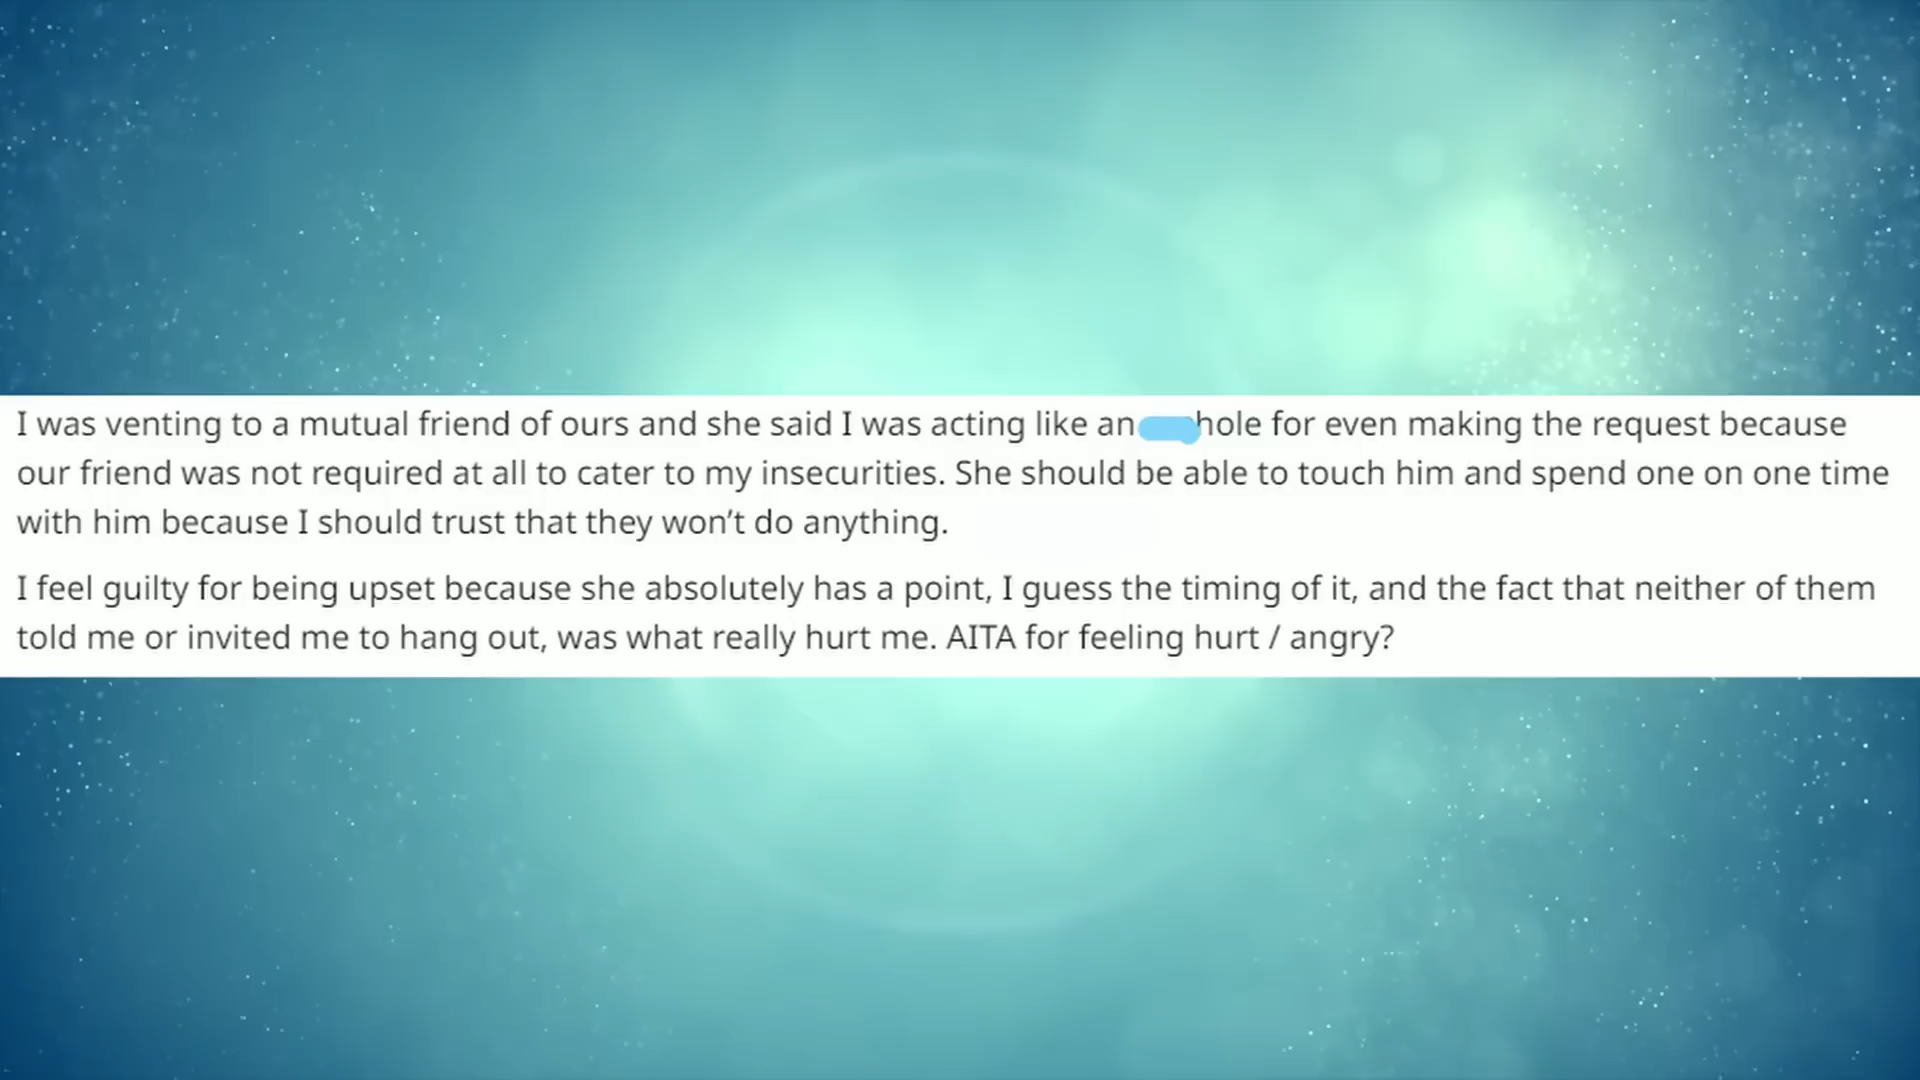 I was venting to a mutual friend of ours and she said I was acting like an hole for even making the request because
our friend was not required at all to cater to my insecurities. She should be able to touch him and spend one on one time
with him because I should trust that they won’t do anything.
I feel guilty for being upset because she absolutely has a point, I guess the timing of it, and the fact that neither of them
told me or invited me to hang out, was what really hurt me. AITA for feeling hurt / angry?